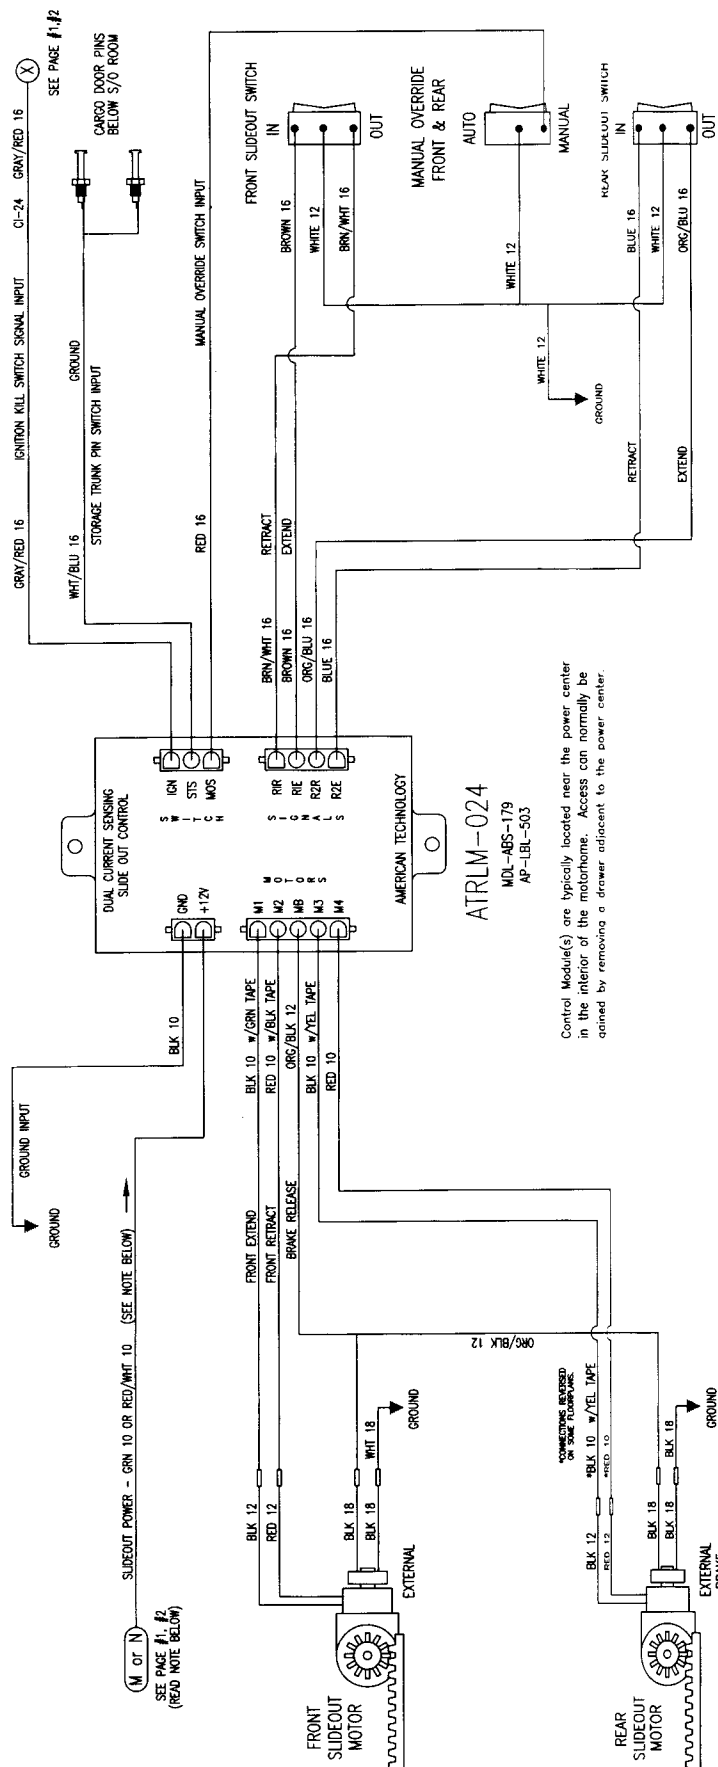 GRAY/RED 16
IGNITION KILL SWITCH SIGNAL INPUT
CI-24
GRAY/RED 16
X
SEE PAGE #1,#2
WHT/BLU 16
GROUND
STORAGE TRUNK PIN SWITCH INPUT
CARGO DOOR PINS
BELOW S/O ROOM
RED 16
MANUAL OVERRIDE SWITCH INPUT
GROUND INPUT
GROUND
BLK 10
M or N
SEE PAGE #1, #2
(READ NOTE BELOW)
SLIDEOUT POWER - GRN 10 OR RED/WHT 10
(SEE NOTE BELOW)
DUAL CURRENT SENSING
SLIDE OUT CONTROL
GND
+12V
IGN
STS
MOS
SWITCH
M1
M2
MB
M3
M4
MOTORS
R1R
R1E
R2R
R2E
SIGNALS
AMERICAN TECHNOLOGY
ATRLM-024
MDL-ABS-179
AP-LBL-503
Control Module(s) are typically located near the power center
in the interior of the motorhome. Access can normally be
gained by removing a drawer adjacent to the power center.
BRN/WHT 16
RETRACT
BROWN 16
EXTEND
ORG/BLU 16
BLUE 16
FRONT SLIDEOUT SWITCH
IN
OUT
BROWN 16
WHITE 12
BRN/WHT 16
MANUAL OVERRIDE
FRONT & REAR
AUTO
MANUAL
WHITE 12
WHITE 12
GROUND
REAR SLIDEOUT SWITCH
IN
OUT
BLUE 16
WHITE 12
ORG/BLU 16
RETRACT
EXTEND
FRONT EXTEND
BLK 10 w/GRN TAPE
FRONT RETRACT
RED 10 w/BLK TAPE
BRAKE RELEASE
ORG/BLK 12
BLK 10 w/YEL TAPE
RED 10
BLK 12
RED 12
BLK 18
BLK 18
WHT 18
GROUND
EXTERNAL
FRONT
SLIDEOUT
MOTOR
ORG/BLK 12
*CONNECTIONS REVERSED
ON SOME FLOORPLANS.
BLK 12
*BLK 10 w/YEL TAPE
RED 12
*RED 10
BLK 18
BLK 18
BLK 18
GROUND
EXTERNAL
BRAKE
REAR
SLIDEOUT
MOTOR